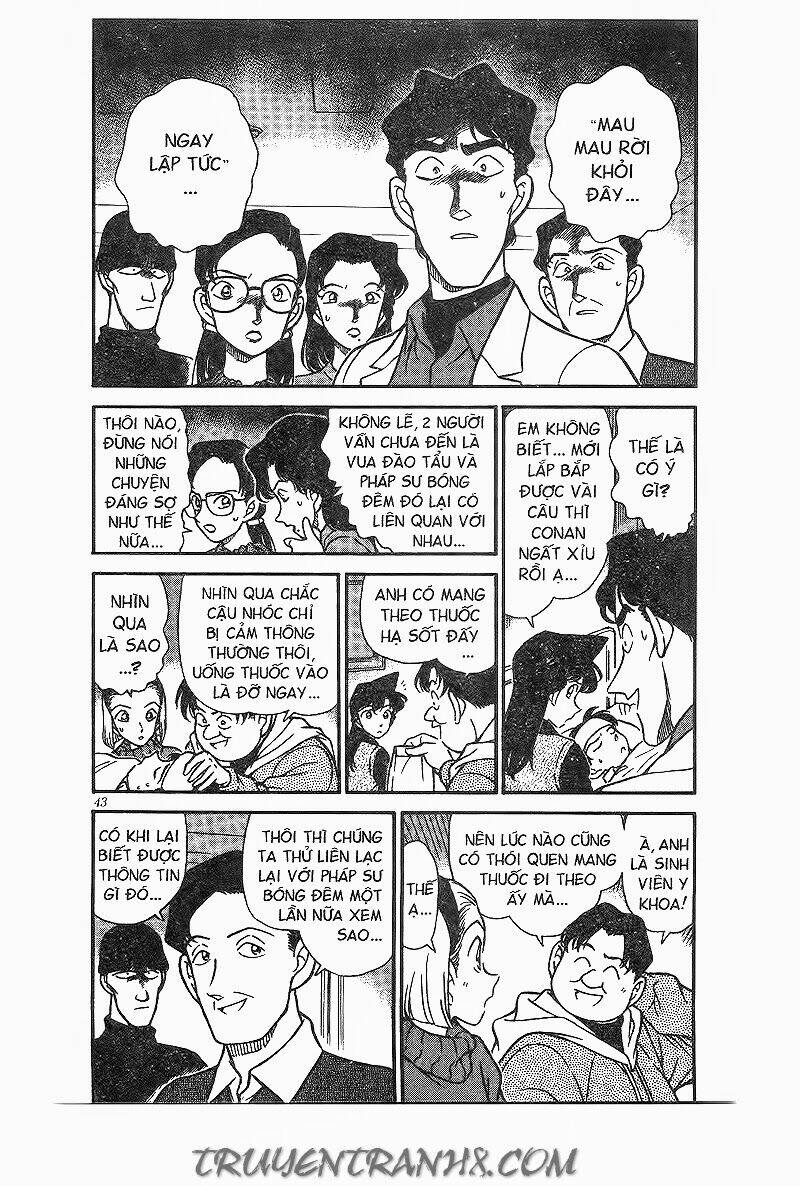 "MAU
MAU RỜI
KHỎI
ĐÂY...
NGAY
LẬP TỨC"
...
THẾ LÀ
CÓ Ý
GÌ?
EM KHÔNG
BIẾT... MỚI
LẮP BẮP
ĐƯỢC VÀI
CÂU THÌ
CONAN
NGẤT XỈU
RỒI Ạ...
KHÔNG LẼ, 2 NGƯỜI
VẪN CHƯA ĐẾN LÀ
VUA ĐÀO TẨU VÀ
PHÁP SƯ BÓNG
ĐÊM ĐÓ LẠI CÓ
LIÊN QUAN VỚI
NHAU...
THÔI NÀO,
ĐỪNG NÓI
NHỮNG
CHUYỆN
ĐÁNG SỢ
NHƯ THẾ
NỮA...
ANH CÓ MANG
THEO THUỐC
HẠ SỐT ĐẤY
...
NHÌN QUA CHẮC
CẬU NHÓC CHỈ
BỊ CẢM THÔNG
THƯỜNG THÔI,
UỐNG THUỐC VÀO
LÀ ĐỠ NGAY...
NHÌN
QUA
LÀ SAO
...?
43
À, ANH
LÀ SINH
VIÊN Y
KHOA!
NÊN LÚC NÀO CŨNG
CÓ THÓI QUEN MANG
THUỐC ĐI THEO
ẤY MÀ...
THẾ
Ạ...
THÔI THÌ CHÚNG
TA THỬ LIÊN LẠC
LẠI VỚI PHÁP SƯ
BÓNG ĐÊM MỘT
LẦN NỮA XEM
SAO...
CÓ KHI LẠI
BIẾT ĐƯỢC
THÔNG TIN
GÌ ĐÓ...
TRUYENTRANH8.COM